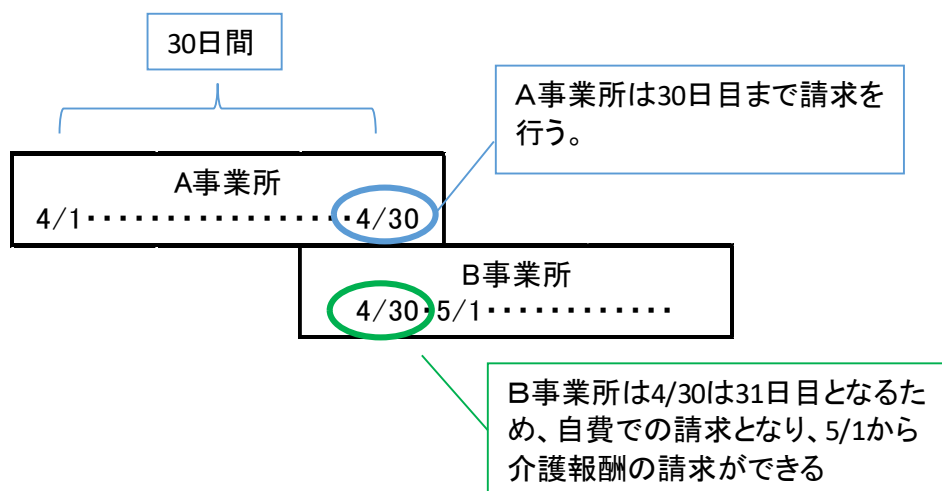 30日間
A事業所は30日目まで請求を
行う。
A事業所
4/1・・・・・・・・・・・・・・・・・4/30
B事業所
4/30・5/1・・・・・・・・・・・・
B事業所は4/30は31日目となるた
め、自費での請求となり、5/1から
介護報酬の請求ができる